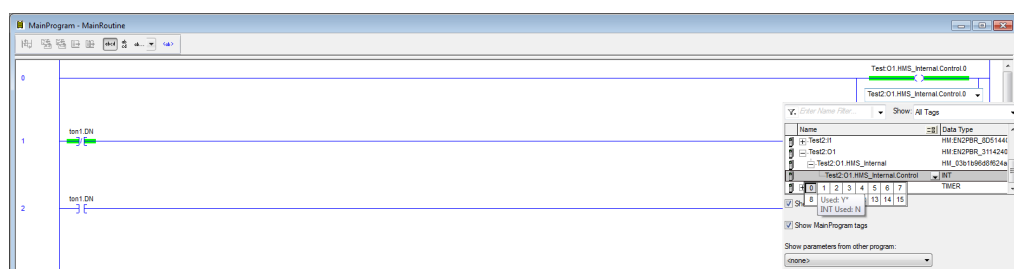 MainProgram - MainRoutine
0
Test:O1.HMS_Internal.Control.0
Test2:O1.HMS_Internal.Control.0
Enter Name Filter...
Show: All Tags
Name
Data Type
Test2:I1
Test2:O1
Test2:O1.HMS_Internal
Test2:O1.HMS_Internal.Control
INT
TIMER
0 1 2 3 4 5 6 7
8
13 14 15
Used: Y*
INT Used: N
Show MainProgram tags
Show parameters from other program:
<none>
1
ton1.DN
2
ton1.DN